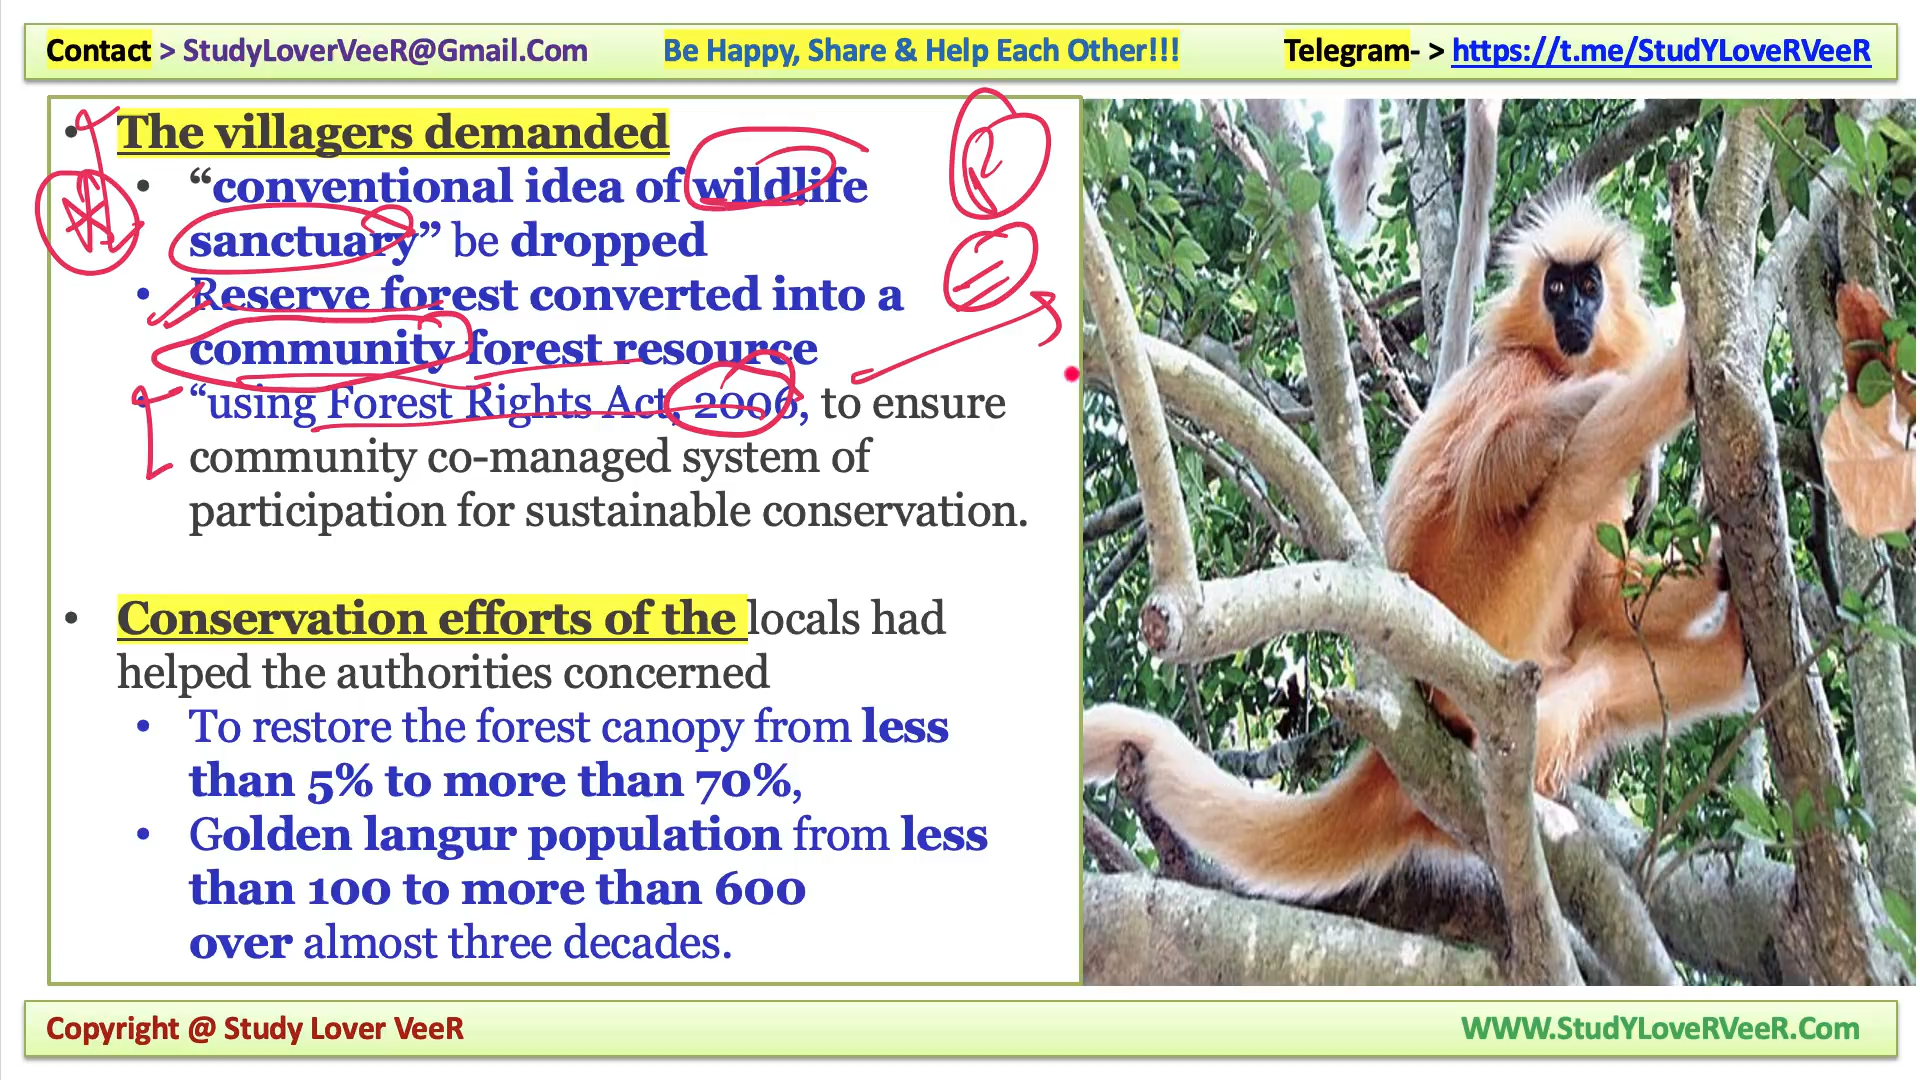 Contact > StudyLoverVeeR@Gmail.Com Be Happy, Share & Help Each Other!!! Telegram- > https://t.me/StudYLoveRVeeR
• The villagers demanded
• “conventional idea of wildlife
sanctuary” be dropped
• Reserve forest converted into a
community forest resource
• “using Forest Rights Act, 2006, to ensure
community co-managed system of
participation for sustainable conservation.
• Conservation efforts of the locals had
helped the authorities concerned
• To restore the forest canopy from less
than 5% to more than 70%,
• Golden langur population from less
than 100 to more than 600
over almost three decades.
Copyright @ Study Lover VeeR WWW.StudYLoveRVeeR.Com